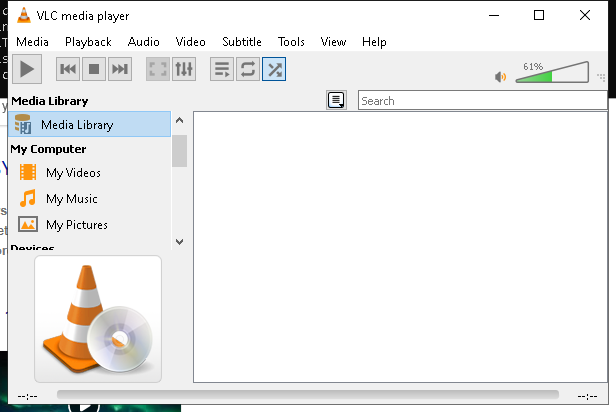 VLC media player
Media Playback Audio Video Subtitle Tools View Help
61%
Media Library
Search
Media Library
My Computer
My Videos
My Music
My Pictures
Devices
--:-- --:--